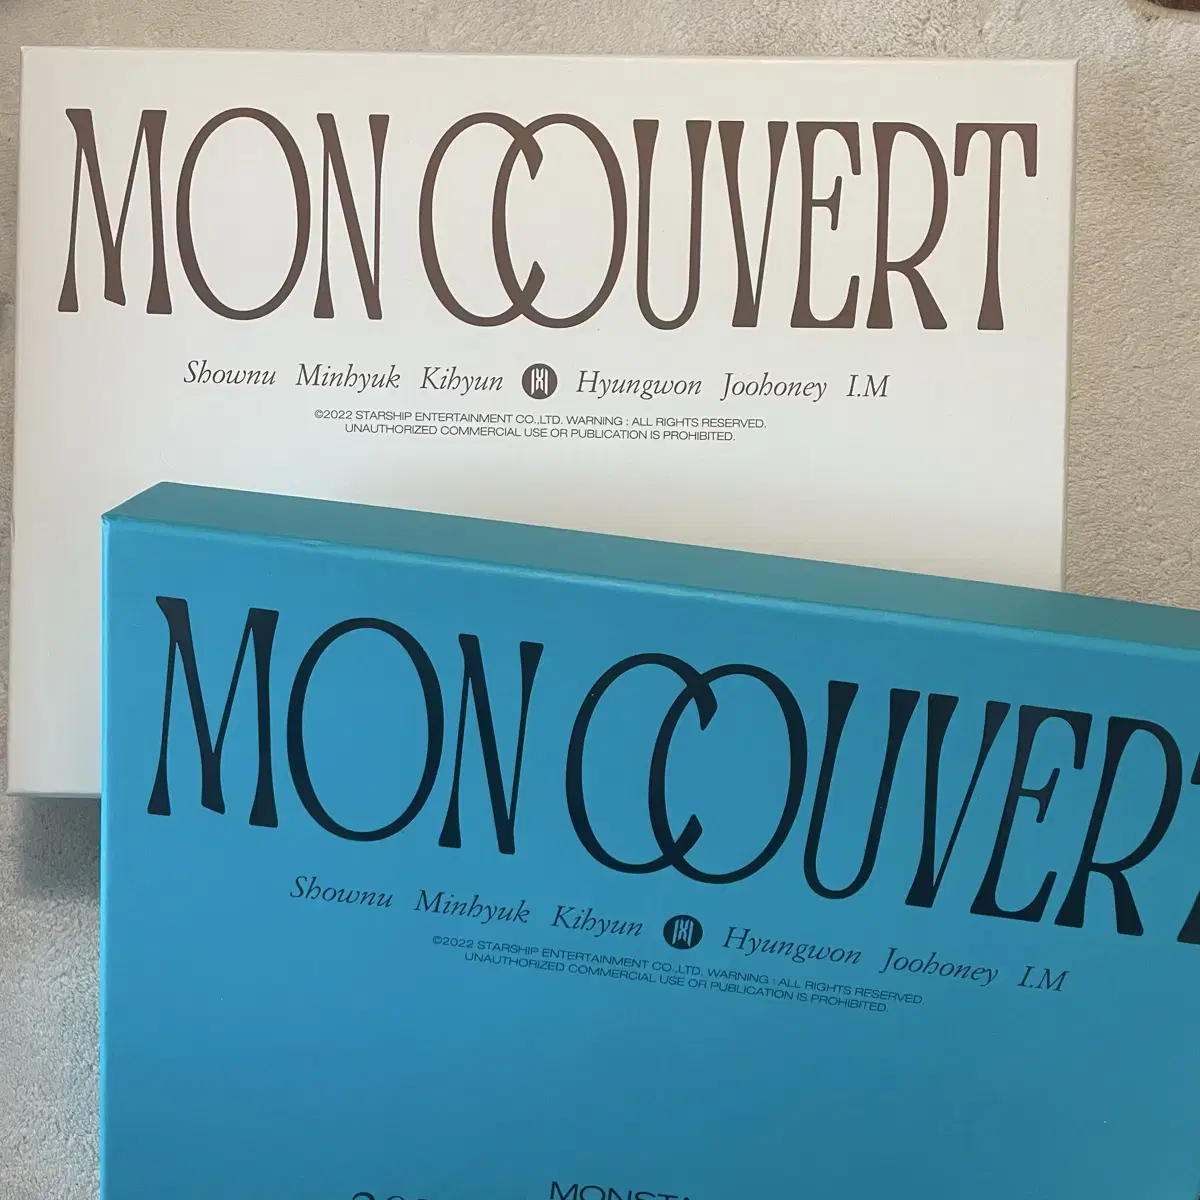 MON COUVERT
Shownu Minhyuk Kihyun Hyungwon Joohoney I.M
©2022 STARSHIP ENTERTAINMENT CO.,LTD. WARNING : ALL RIGHTS RESERVED.
UNAUTHORIZED COMMERCIAL USE OR PUBLICATION IS PROHIBITED.
MON COUVERT
Shownu Minhyuk Kihyun Hyungwon Joohoney I.M
©2022 STARSHIP ENTERTAINMENT CO.,LTD. WARNING : ALL RIGHTS RESERVED.
UNAUTHORIZED COMMERCIAL USE OR PUBLICATION IS PROHIBITED.
MONSTA